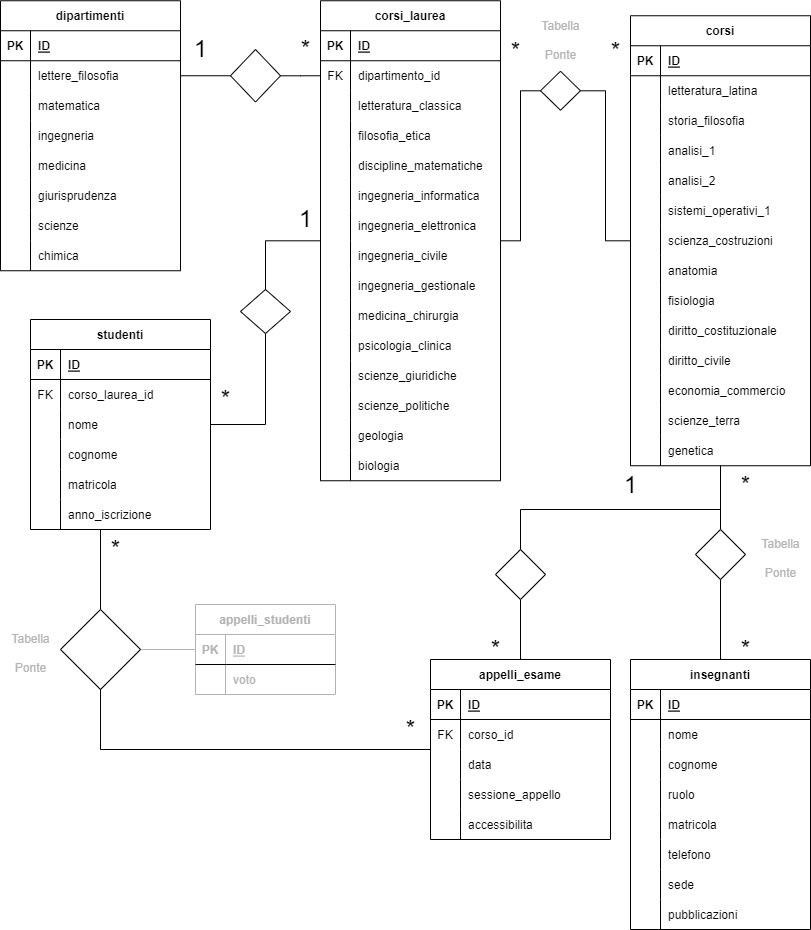 dipartimenti
PK ID
lettere_filosofia
matematica
ingegneria
medicina
giurisprudenza
scienze
chimica
1
*
corsi_laurea
PK ID
FK dipartimento_id
letteratura_classica
filosofia_etica
discipline_matematiche
ingegneria_informatica
ingegneria_elettronica
ingegneria_civile
ingegneria_gestionale
medicina_chirurgia
psicologia_clinica
scienze_giuridiche
scienze_politiche
geologia
biologia
*
Tabella
Ponte
*
corsi
PK ID
letteratura_latina
storia_filosofia
analisi_1
analisi_2
sistemi_operativi_1
scienza_costruzioni
anatomia
fisiologia
diritto_costituzionale
diritto_civile
economia_commercio
scienze_terra
genetica
1
*
studenti
PK ID
FK corso_laurea_id
nome
cognome
matricola
anno_iscrizione
*
Tabella
Ponte
appelli_studenti
PK ID
voto
*
1
*
appelli_esame
PK ID
FK corso_id
data
sessione_appello
accessibilita
*
Tabella
Ponte
*
insegnanti
PK ID
nome
cognome
ruolo
matricola
telefono
sede
pubblicazioni